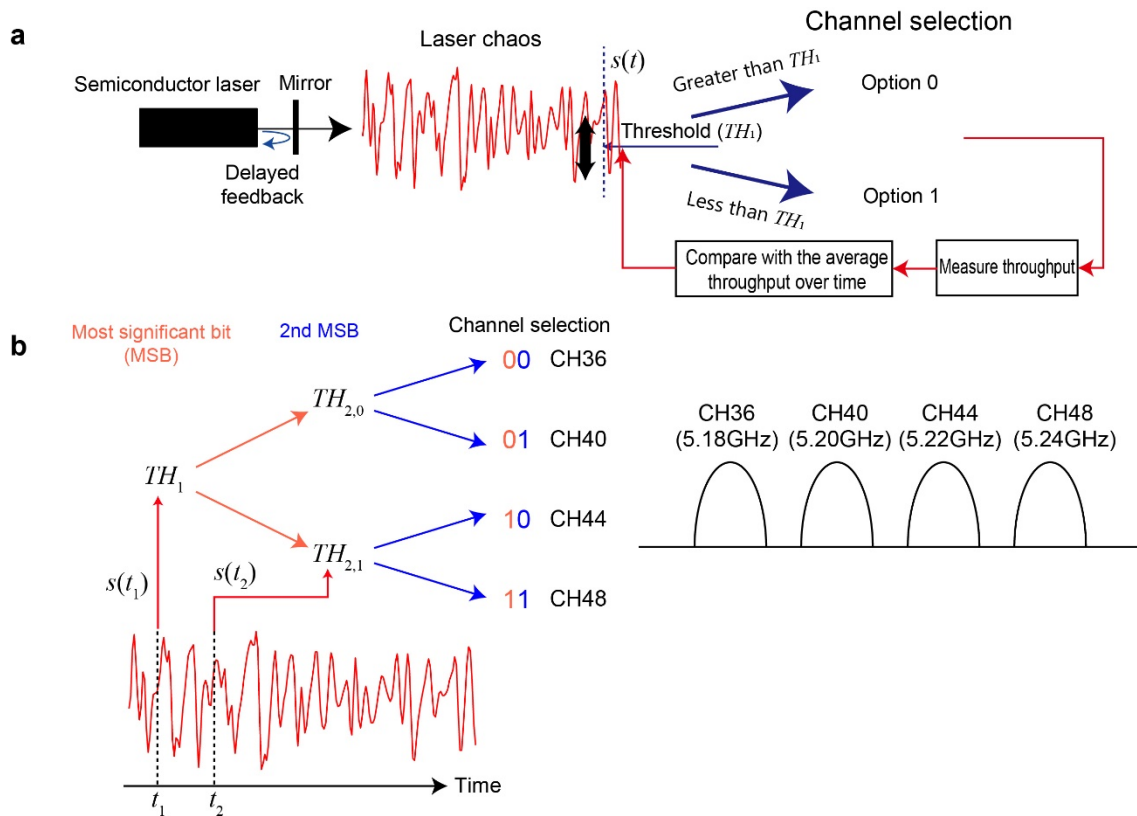 a
Laser chaos
s(t)
Channel selection
Semiconductor laser
Mirror
Delayed
feedback
Greater than TH₁
Threshold (TH₁)
Less than TH₁
Option 0
Option 1
Compare with the average
throughput over time
Measure throughput
b
Most significant bit
(MSB)
2nd MSB
Channel selection
TH₁
TH₂,₀
TH₂,₁
00 CH36
01 CH40
10 CH44
11 CH48
s(t₁)
s(t₂)
t₁
t₂
Time
CH36
(5.18GHz)
CH40
(5.20GHz)
CH44
(5.22GHz)
CH48
(5.24GHz)